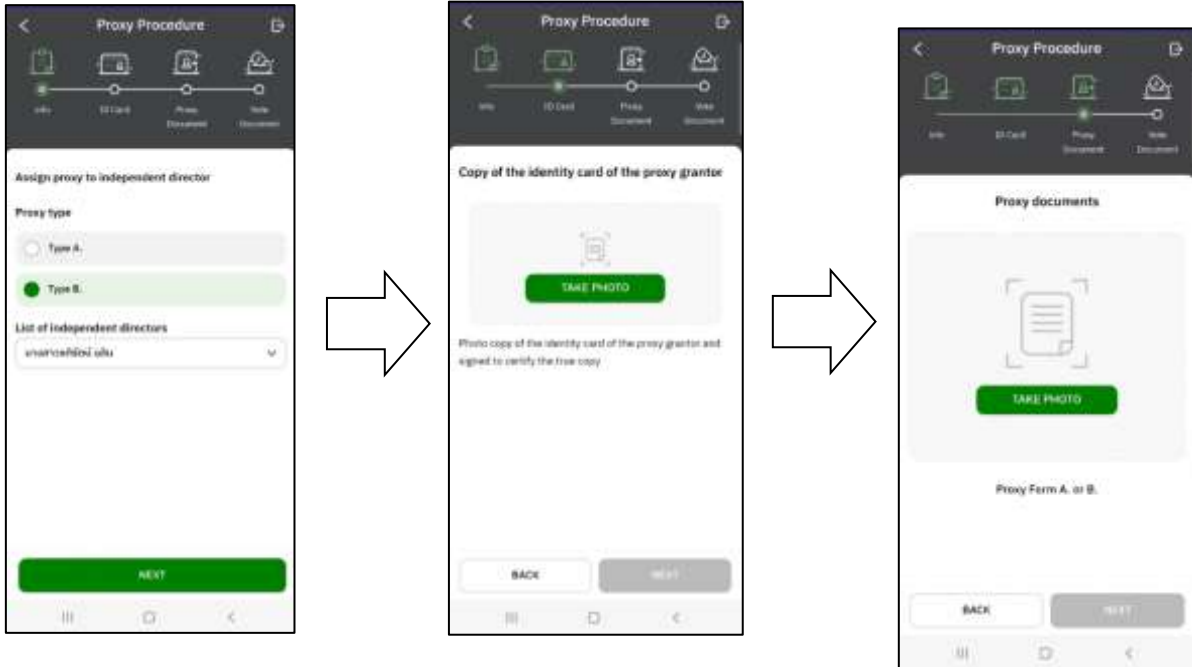 Proxy Procedure
Info
ID Card
Proxy
Document
Vote
Document
Assign proxy to independent director
Proxy type
Type A.
Type B.
List of independent directors
NEXT
Proxy Procedure
Info
ID Card
Proxy
Document
Vote
Document
Copy of the identity card of the proxy grantor
TAKE PHOTO
Photo copy of the identity card of the proxy grantor and
signed to certify the true copy
BACK
NEXT
Proxy Procedure
Info
ID Card
Proxy
Document
Vote
Document
Proxy documents
TAKE PHOTO
Proxy Form A. or B.
BACK
NEXT